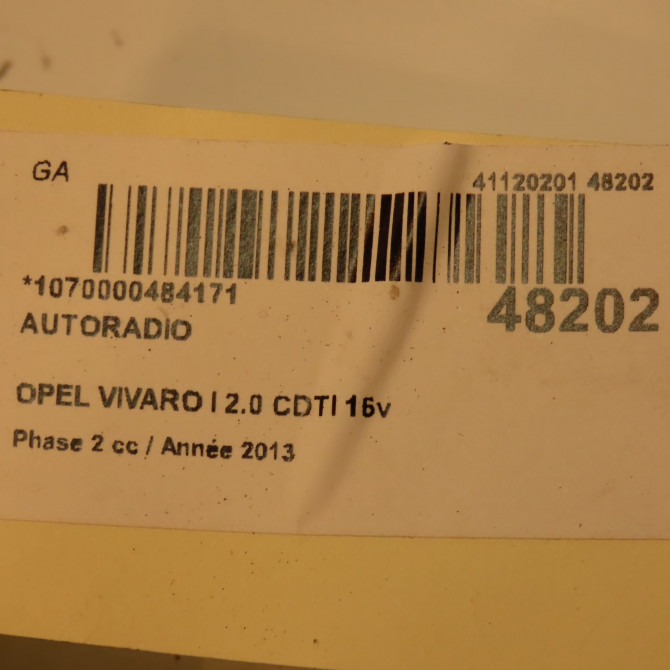 GA
41120201 48202
*1070000484171
48202
AUTORADIO
OPEL VIVARO I 2.0 CDTI 16v
Phase 2 cc / Année 2013